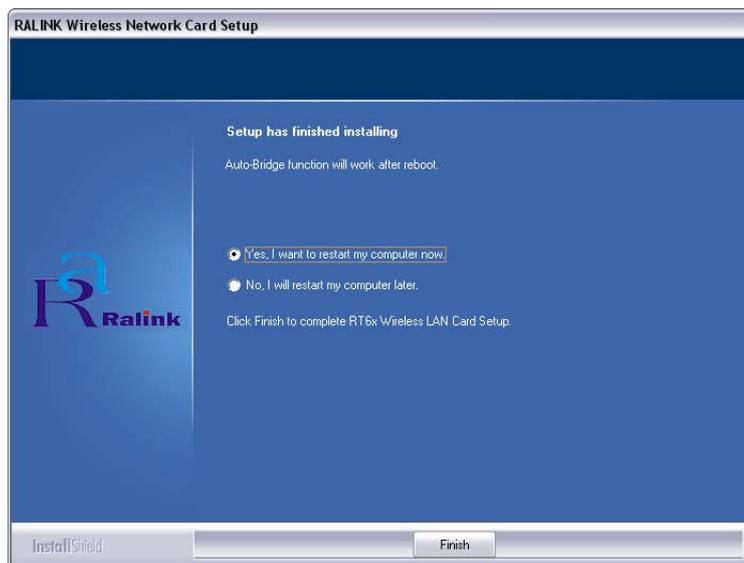 RALINK Wireless Network Card Setup
Setup has finished installing
Auto-Bridge function will work after reboot.
Yes, I want to restart my computer now.
No, I will restart my computer later.
Ralink
Click Finish to complete RT6x Wireless LAN Card Setup.
InstallShield
Finish